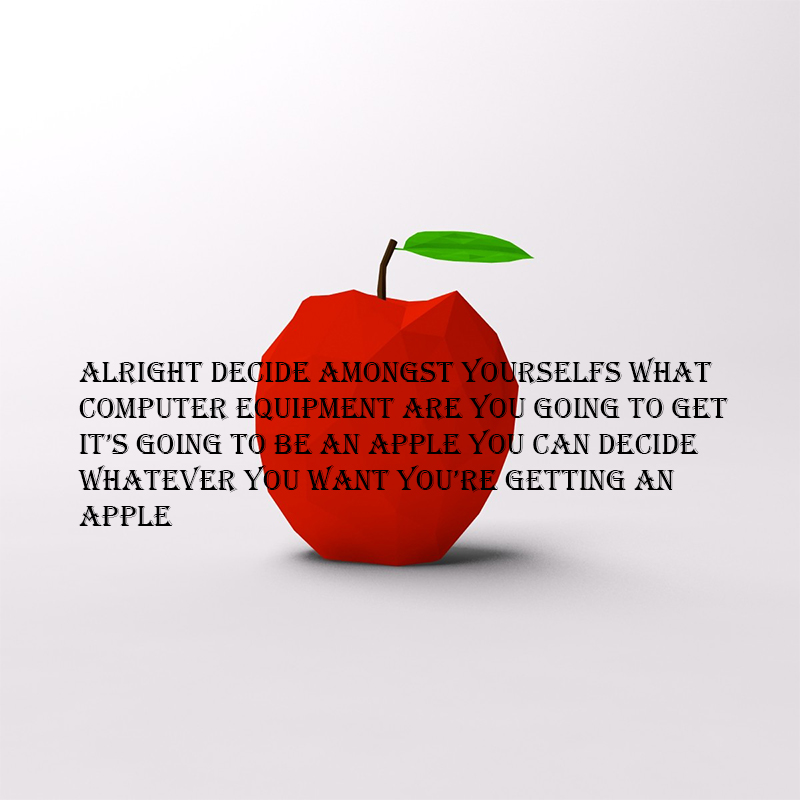 ALRIGHT DECIDE AMONGST YOURSELFS WHAT
COMPUTER EQUIPMENT ARE YOU GOING TO GET
IT'S GOING TO BE AN APPLE YOU CAN DECIDE
WHATEVER YOU WANT YOU'RE GETTING AN
APPLE